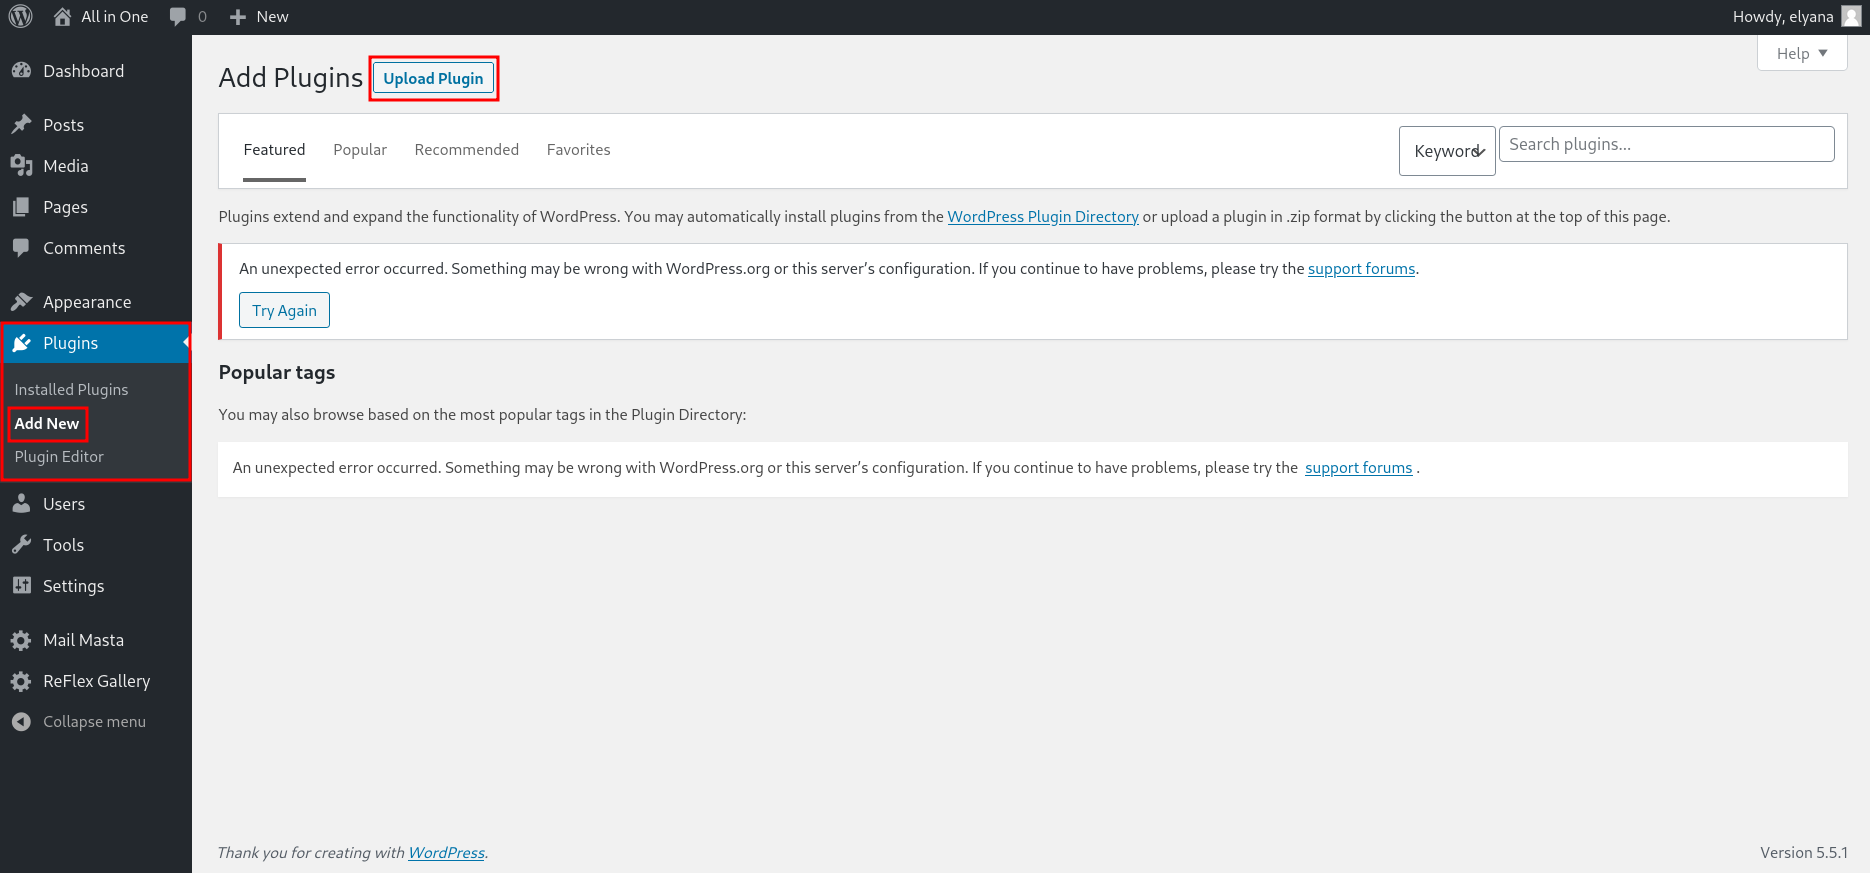 All in One 0 New Howdy, elyana
Dashboard
Posts
Media
Pages
Comments
Appearance
Plugins
Installed Plugins
Add New
Plugin Editor
Users
Tools
Settings
Mail Masta
ReFlex Gallery
Collapse menu
Help
Add Plugins Upload Plugin
Featured Popular Recommended Favorites Keyword Search plugins...
Plugins extend and expand the functionality of WordPress. You may automatically install plugins from the WordPress Plugin Directory or upload a plugin in .zip format by clicking the button at the top of this page.
An unexpected error occurred. Something may be wrong with WordPress.org or this server’s configuration. If you continue to have problems, please try the support forums.
Try Again
Popular tags
You may also browse based on the most popular tags in the Plugin Directory:
An unexpected error occurred. Something may be wrong with WordPress.org or this server’s configuration. If you continue to have problems, please try the support forums .
Thank you for creating with WordPress. Version 5.5.1